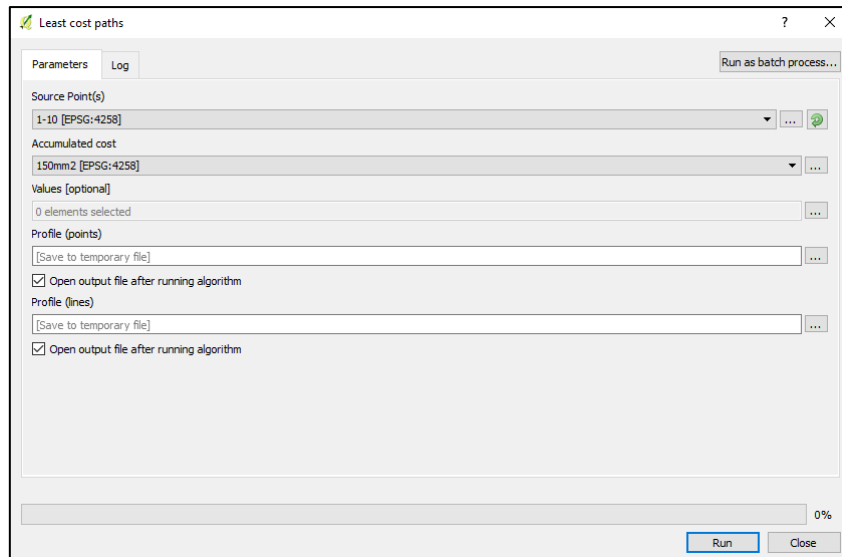 Least cost paths
Parameters Log Run as batch process...
Source Point(s)
1-10 [EPSG:4258]
...
Accumulated cost
150mm2 [EPSG:4258]
...
Values [optional]
0 elements selected
...
Profile (points)
[Save to temporary file]
...
Open output file after running algorithm
Profile (lines)
[Save to temporary file]
...
Open output file after running algorithm
0%
Run Close